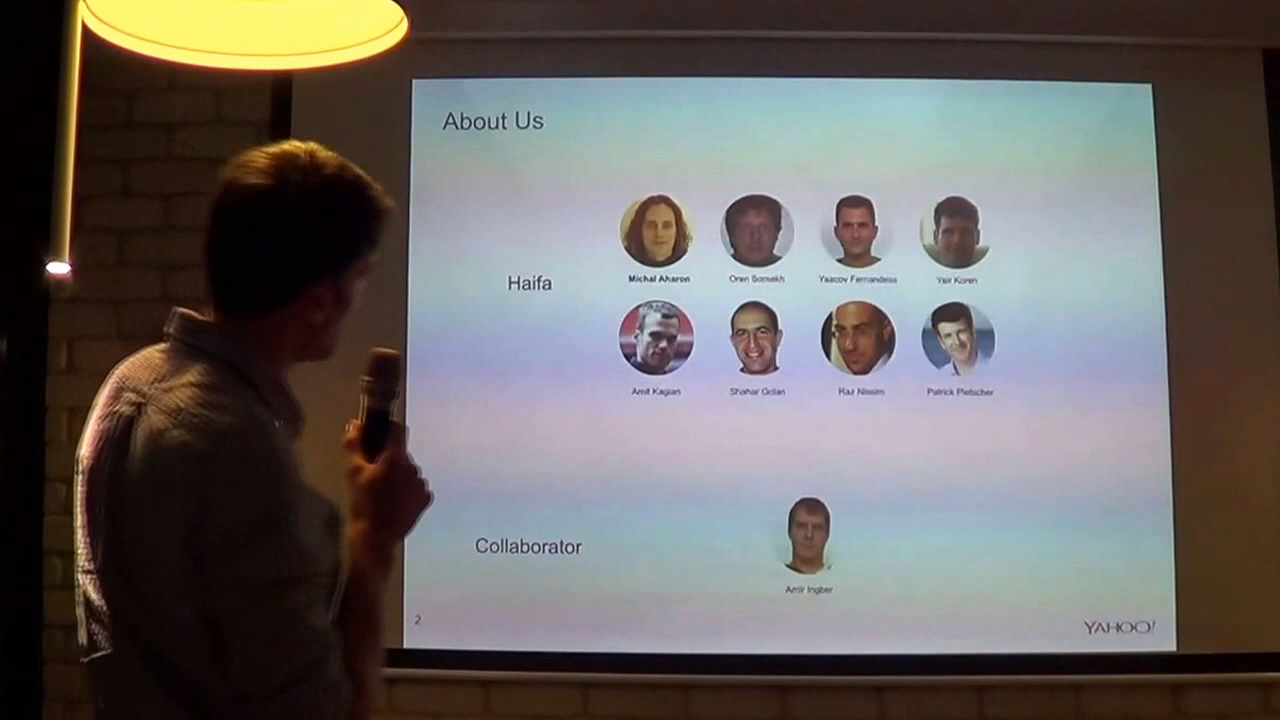 About Us
Haifa
Michal Aharon
Oren Somekh
Yaacov Fernandess
Yair Koren
Amit Kagian
Shahar Golan
Raz Nissim
Patrick Pletscher
Collaborator
Amir Ingber
2
YAHOO!